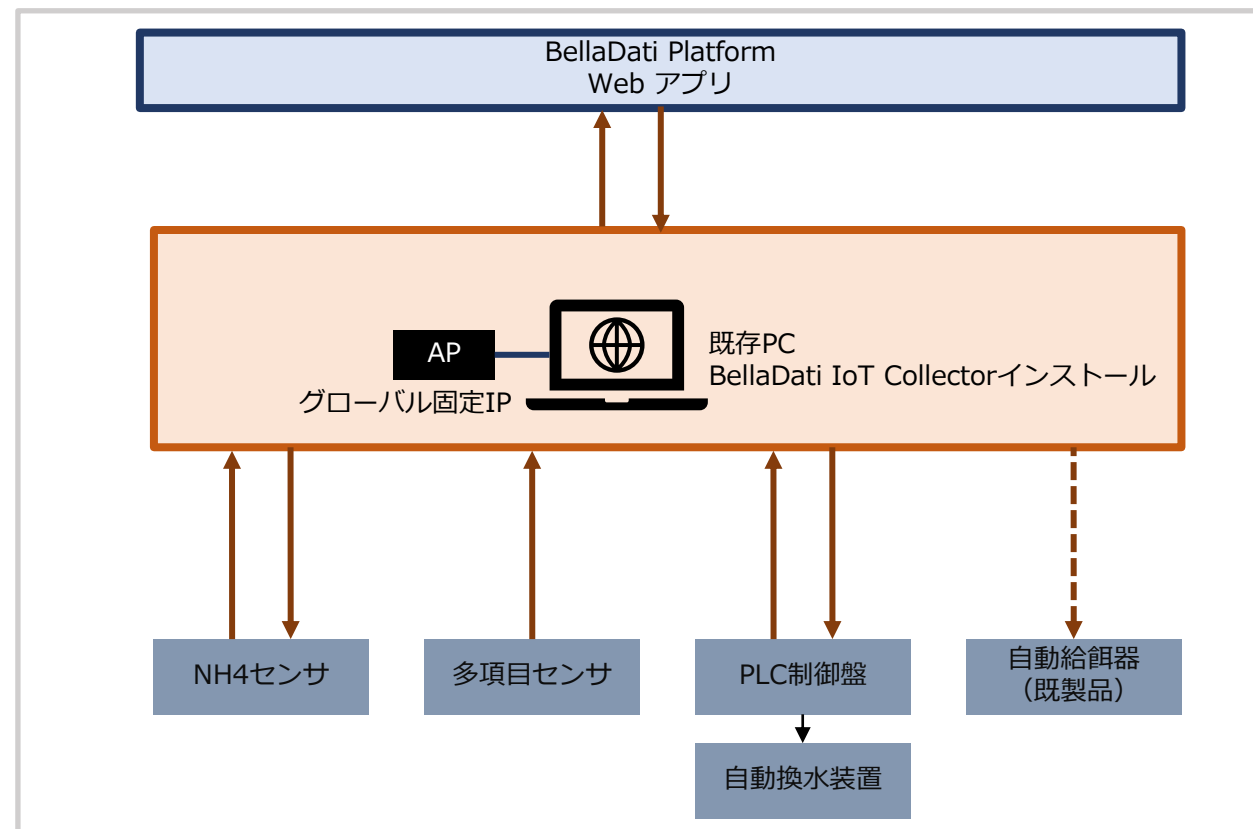 BellaDati Platform
Web アプリ
AP
グローバル固定IP
既存PC
BellaDati IoT Collectorインストール
NH4センサ
多項目センサ
PLC制御盤
自動給餌器
（既製品）
自動換水装置